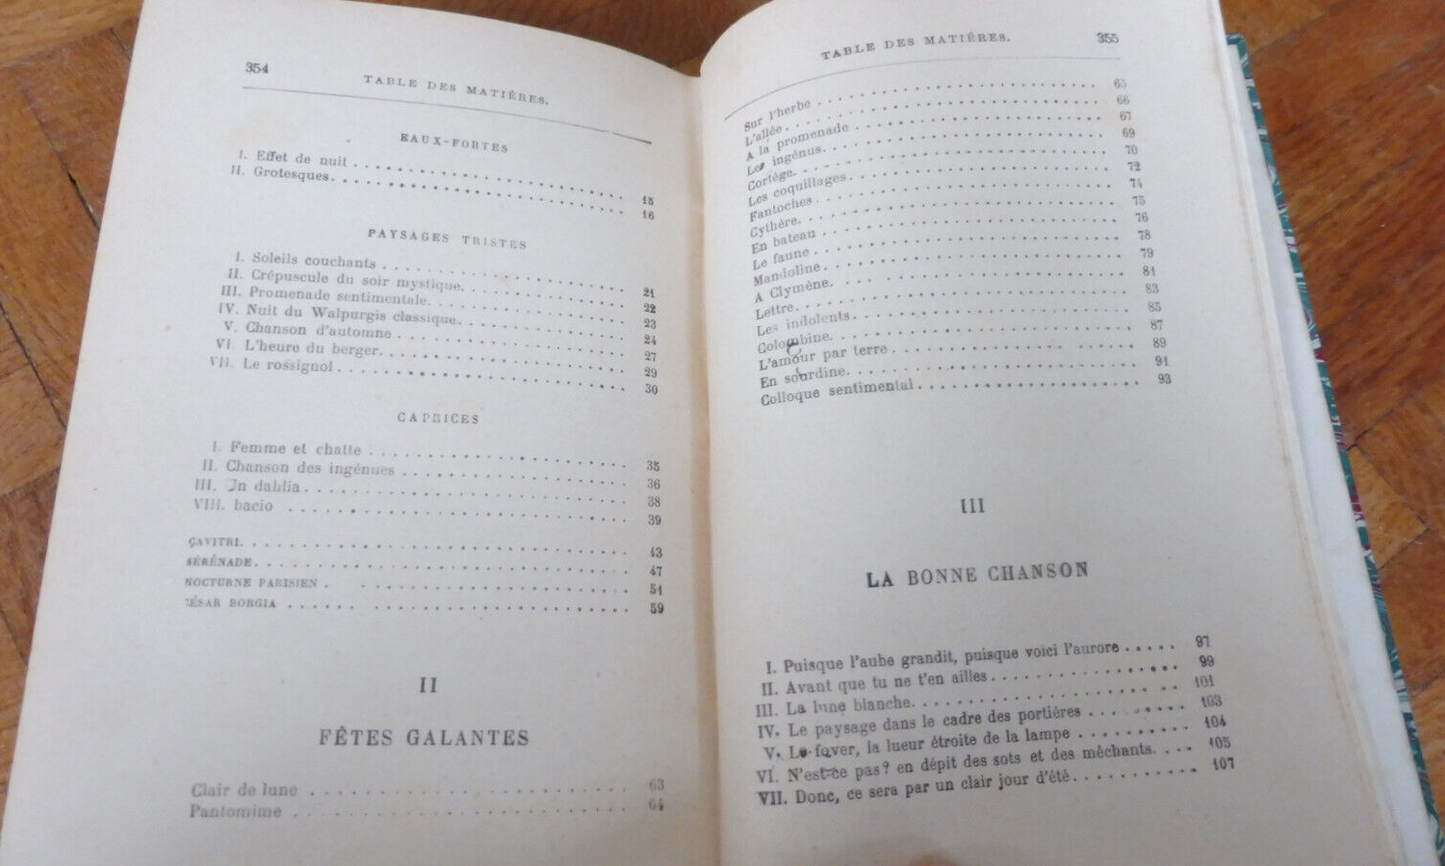 354
TABLE DES MATIÈRES.
EAUX-FORTES
I. Effet de nuit 15
II. Grotesques. 16
PAYSAGES TRISTES
I. Soleils couchants 21
II. Crépuscule du soir mystique. 22
III. Promenade sentimentale. 23
IV. Nuit du Walpurgis classique. 24
V. Chanson d'automne 27
VI. L'heure du berger. 29
VII. Le rossignol 30
CAPRICES
I. Femme et chatte 35
II. Chanson des ingénues 36
III. Un dahlia 38
VIII. bacio 39
ÇAVITRI. 43
SÉRÉNADE. 47
NOCTURNE PARISIEN 51
CÉSAR BORGIA 59
II
FÊTES GALANTES
Clair de lune 63
Pantomime 64
TABLE DES MATIÈRES.
355
Sur l'herbe 65
L'allée 66
A la promenade 67
Les ingénus. 69
Cortège. 70
Les coquillages 72
Fantoches 74
Cythère. 75
En bateau 76
Le faune 78
Mandoline. 79
A Clymène. 81
Lettre. 83
Les indolents 85
Colombine. 87
L'amour par terre 89
En sourdine. 91
Colloque sentimental 93
III
LA BONNE CHANSON
I. Puisque l'aube grandit, puisque voici l'aurore 97
II. Avant que tu ne t'en ailles 99
III. La lune blanche. 101
IV. Le paysage dans le cadre des portières 103
V. Le foyer, la lueur étroite de la lampe 104
VI. N'est-ce pas? en dépit des sots et des méchants. 105
VII. Donc, ce sera par un clair jour d'été 107